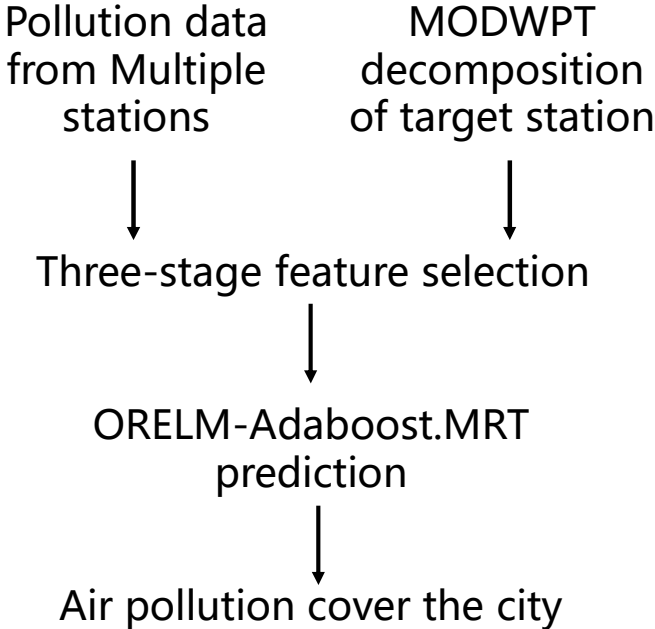 Pollution data
from Multiple
stations
MODWPT
decomposition
of target station
Three-stage feature selection
ORELM-Adaboost.MRT
prediction
Air pollution cover the city